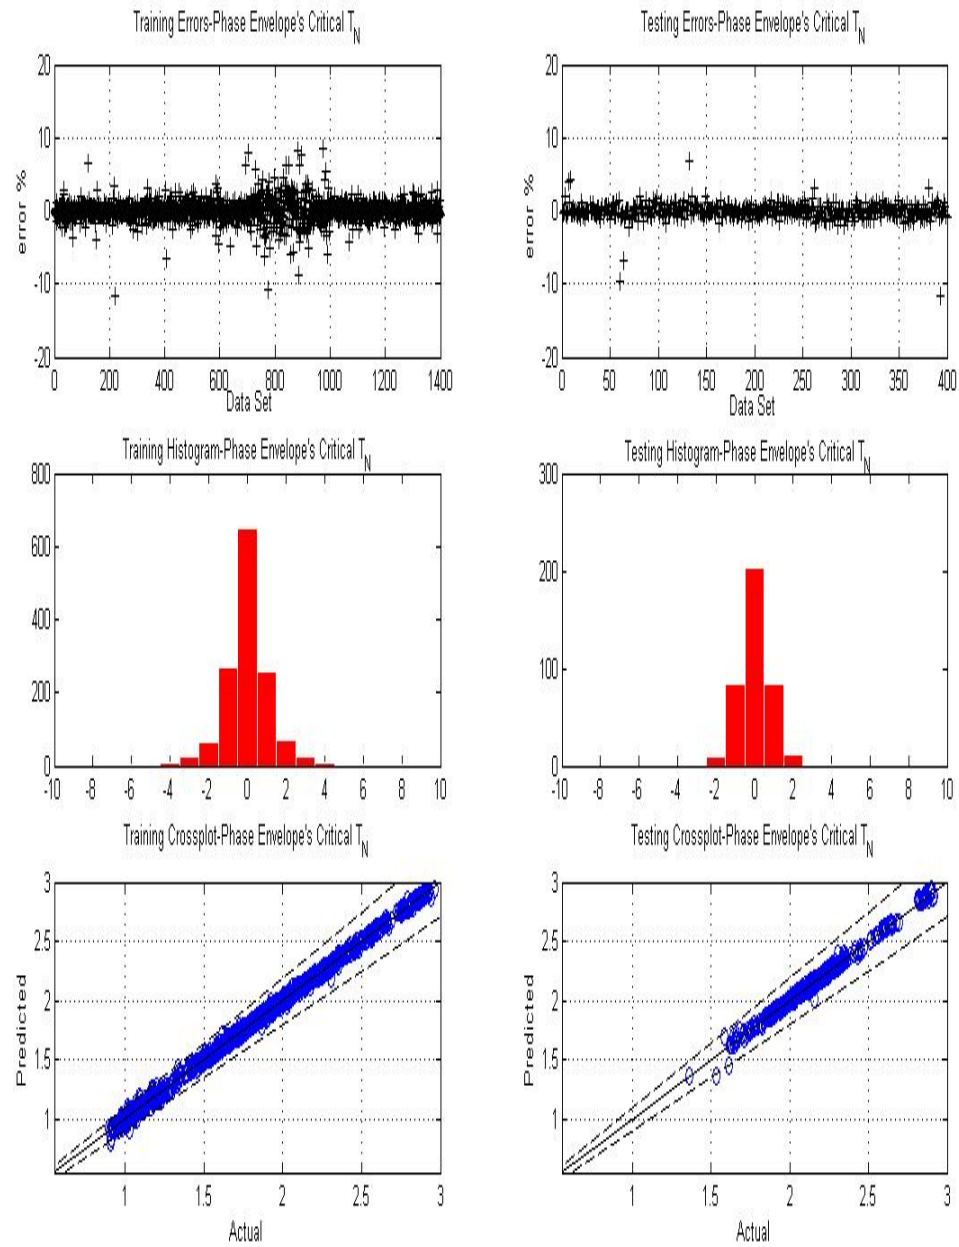 Training Errors-Phase Envelope's Critical T_N
Testing Errors-Phase Envelope's Critical T_N
error %
20
10
0
-10
-20
0 200 400 600 800 1000 1200 1400
Data Set
error %
20
10
0
-10
-20
0 50 100 150 200 250 300 350 400
Data Set
Training Histogram-Phase Envelope's Critical T_N
Testing Histogram-Phase Envelope's Critical T_N
800
600
400
200
0
-10 -8 -6 -4 -2 0 2 4 6 8 10
300
200
100
0
-10 -8 -6 -4 -2 0 2 4 6 8 10
Training Crossplot-Phase Envelope's Critical T_N
Testing Crossplot-Phase Envelope's Critical T_N
Predicted
3
2.5
2
1.5
1
1 1.5 2 2.5 3
Actual
Predicted
3
2.5
2
1.5
1
1 1.5 2 2.5 3
Actual